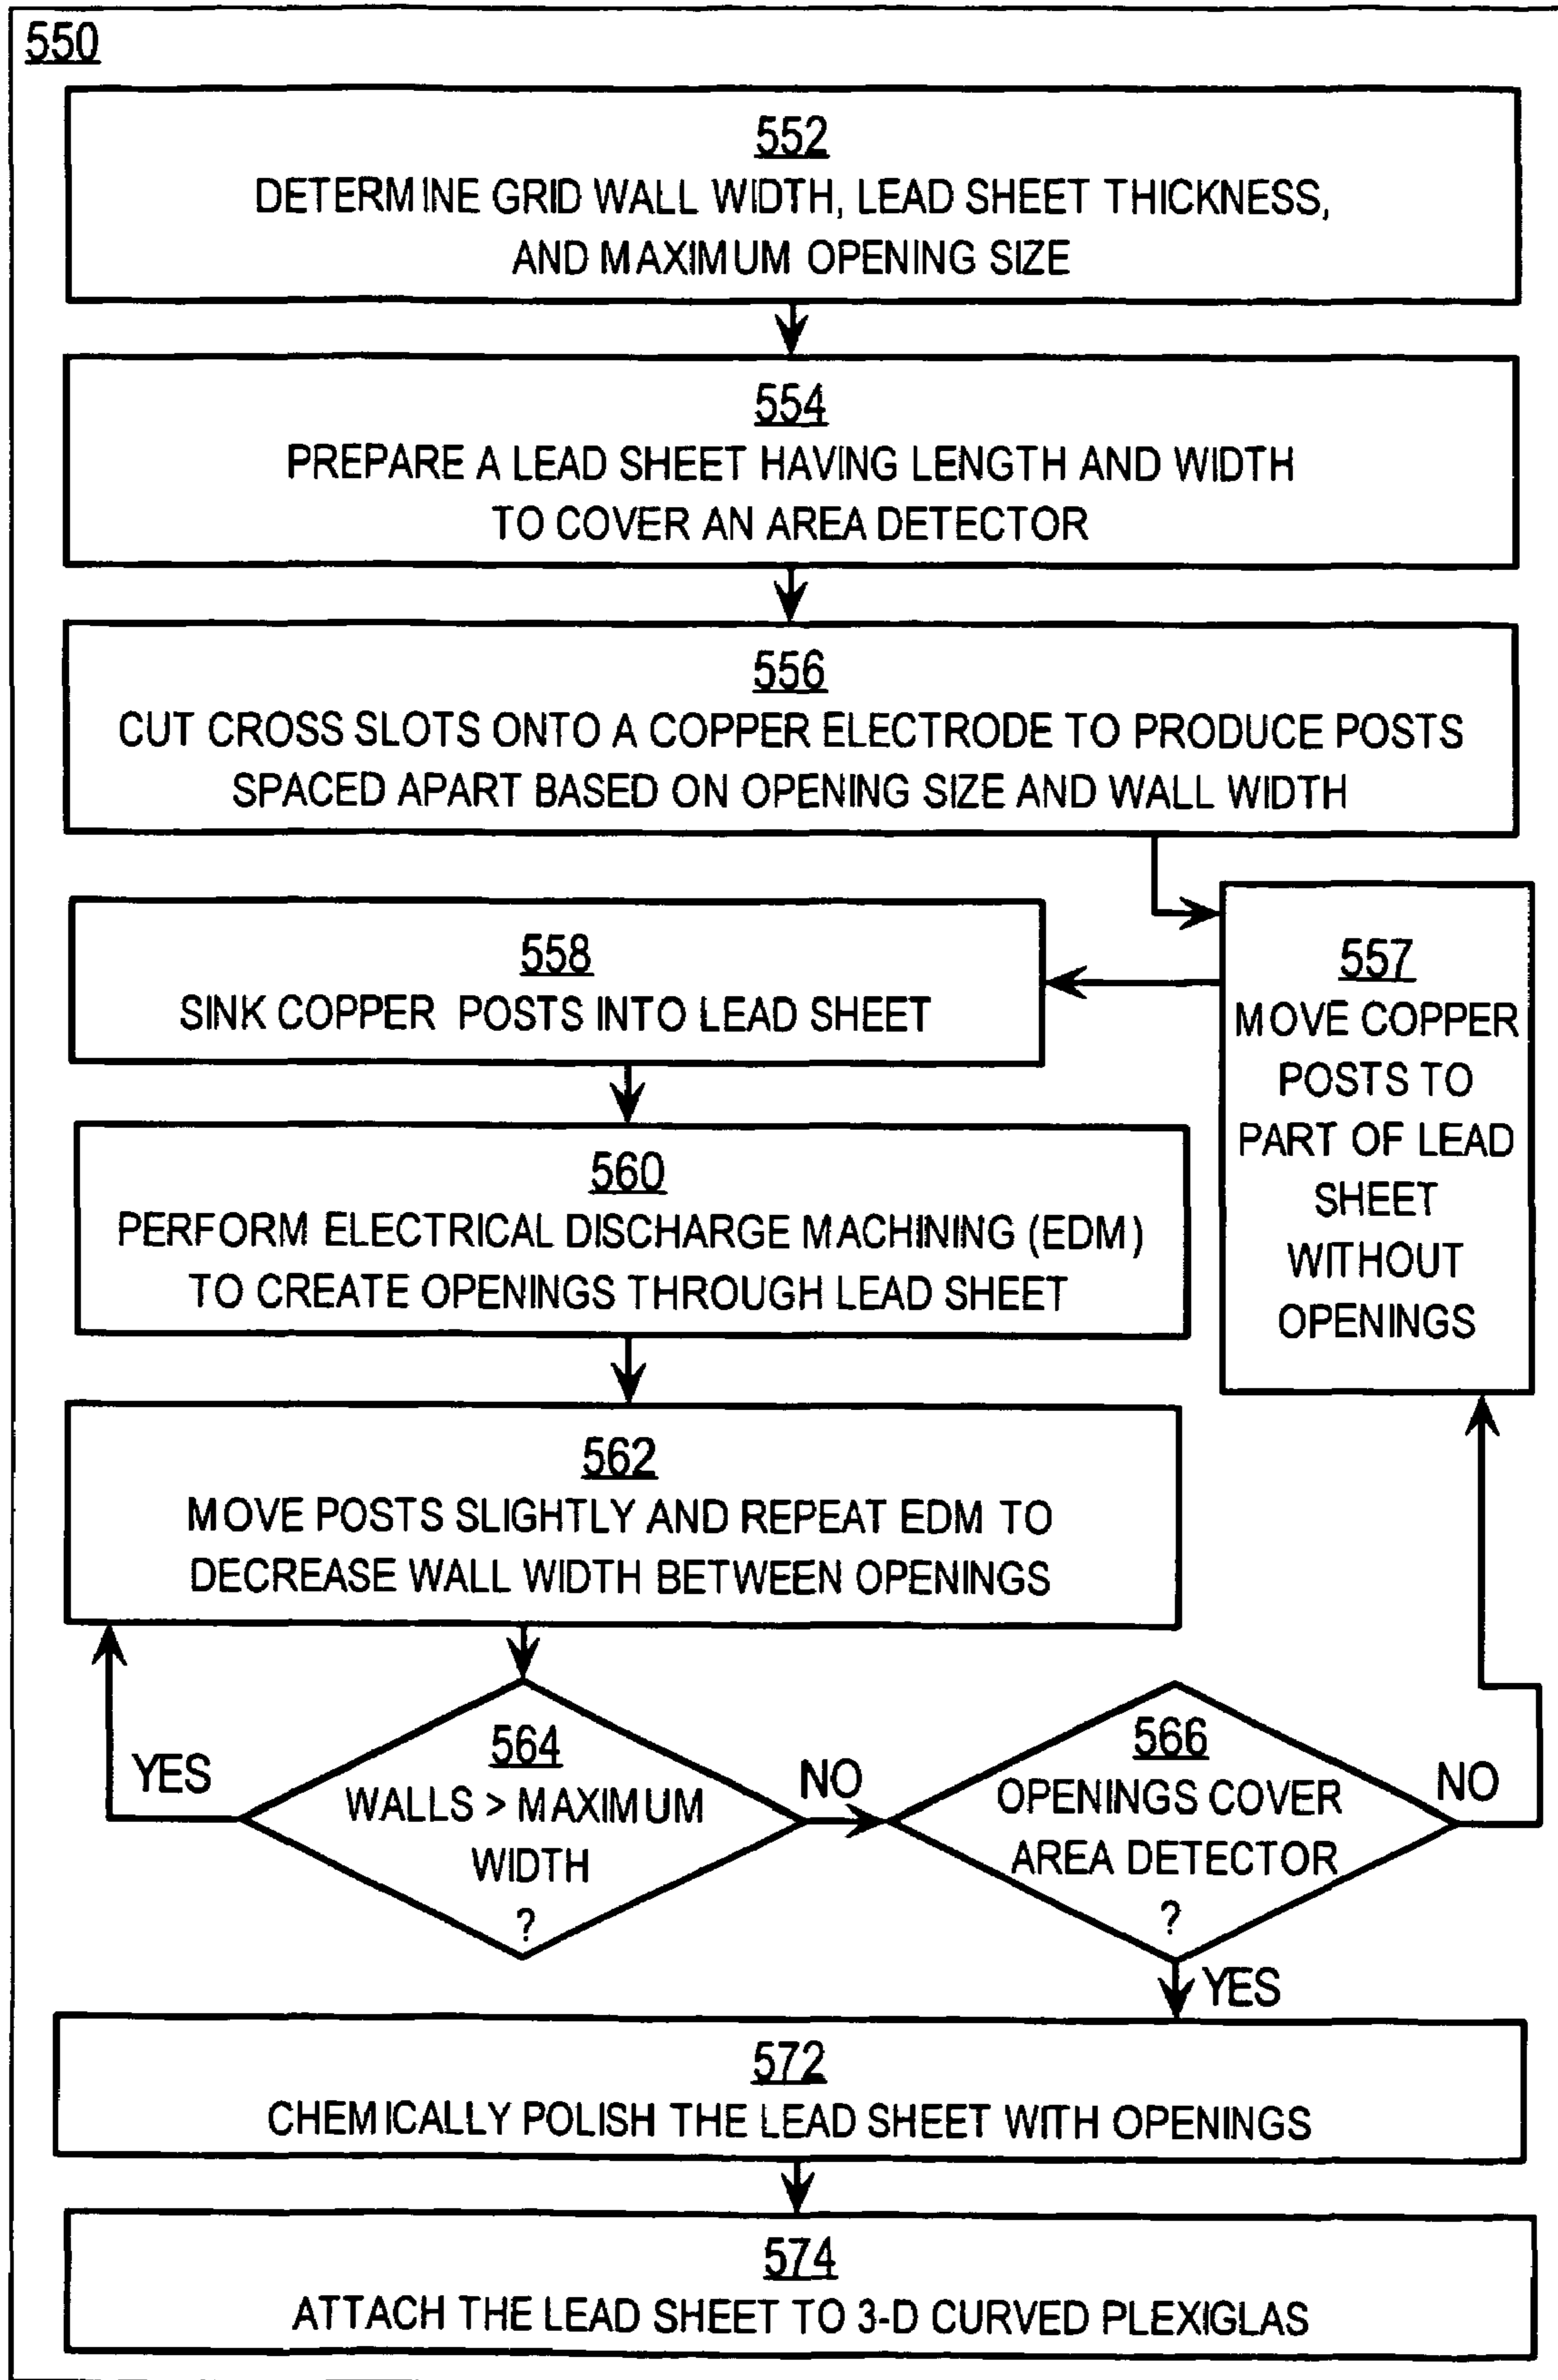 550
552
DETERMINE GRID WALL WIDTH, LEAD SHEET THICKNESS,
AND MAXIMUM OPENING SIZE
554
PREPARE A LEAD SHEET HAVING LENGTH AND WIDTH
TO COVER AN AREA DETECTOR
556
CUT CROSS SLOTS ONTO A COPPER ELECTRODE TO PRODUCE POSTS
SPACED APART BASED ON OPENING SIZE AND WALL WIDTH
557
MOVE COPPER
POSTS TO
PART OF LEAD
SHEET
WITHOUT
OPENINGS
558
SINK COPPER POSTS INTO LEAD SHEET
560
PERFORM ELECTRICAL DISCHARGE MACHINING (EDM)
TO CREATE OPENINGS THROUGH LEAD SHEET
562
MOVE POSTS SLIGHTLY AND REPEAT EDM TO
DECREASE WALL WIDTH BETWEEN OPENINGS
564
WALLS > MAXIMUM
WIDTH
?
YES
NO
566
OPENINGS COVER
AREA DETECTOR
?
NO
YES
572
CHEMICALLY POLISH THE LEAD SHEET WITH OPENINGS
574
ATTACH THE LEAD SHEET TO 3-D CURVED PLEXIGLAS